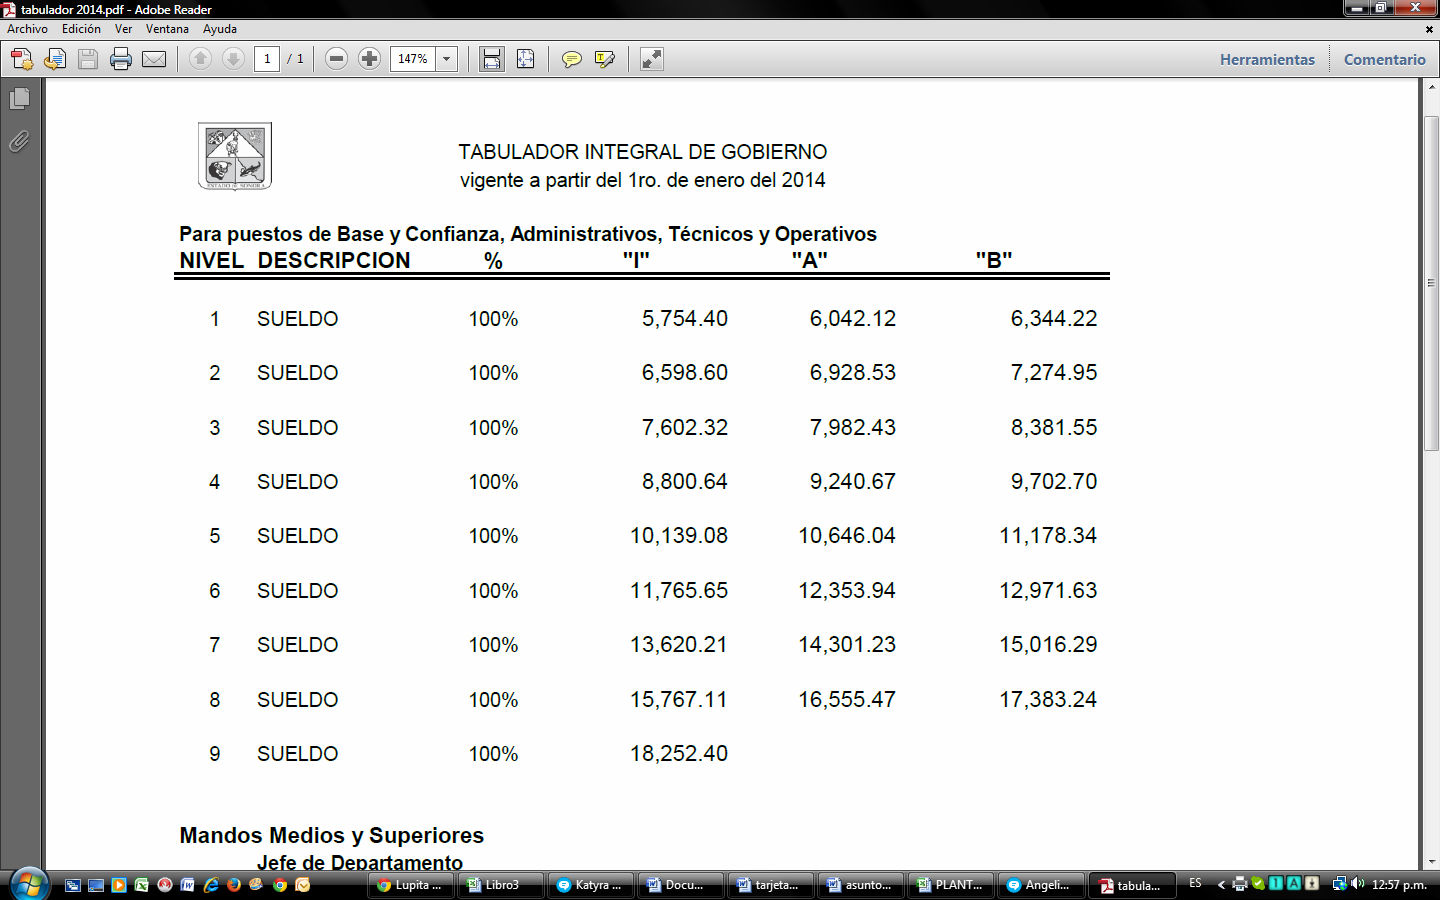 tabulador 2014.pdf - Adobe Reader
Archivo Edición Ver Ventana Ayuda
1 / 1 147% Herramientas Comentario
ESTADO DE SONORA
TABULADOR INTEGRAL DE GOBIERNO
vigente a partir del 1ro. de enero del 2014
Para puestos de Base y Confianza, Administrativos, Técnicos y Operativos
NIVEL DESCRIPCION % "I" "A" "B"
1 SUELDO 100% 5,754.40 6,042.12 6,344.22
2 SUELDO 100% 6,598.60 6,928.53 7,274.95
3 SUELDO 100% 7,602.32 7,982.43 8,381.55
4 SUELDO 100% 8,800.64 9,240.67 9,702.70
5 SUELDO 100% 10,139.08 10,646.04 11,178.34
6 SUELDO 100% 11,765.65 12,353.94 12,971.63
7 SUELDO 100% 13,620.21 14,301.23 15,016.29
8 SUELDO 100% 15,767.11 16,555.47 17,383.24
9 SUELDO 100% 18,252.40
Mandos Medios y Superiores
Jefe de Departamento
Lupita ... Libro3 Katyra ... Docu... tarjeta... asunto... PLANT... Angeli... tabula... ES 12:57 p.m.